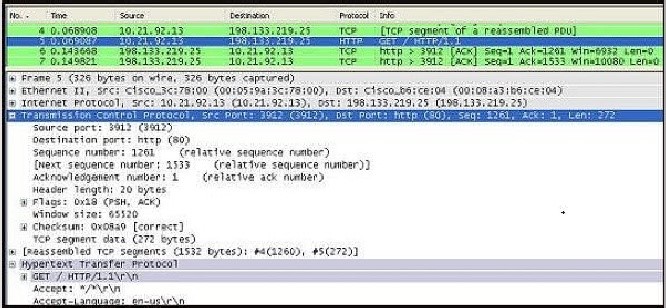 No. . Time Source Destination Protocol Info
4 0.068908 10.21.92.13 198.133.219.25 TCP [TCP segment of a reassembled PDU]
5 0.069087 10.21.92.13 198.133.219.25 HTTP GET / HTTP/1.1
6 0.143668 198.133.219.25 10.21.92.13 TCP http > 3912 [ACK] Seq=1 Ack=1261 Win=6932 Len=0
7 0.149821 198.133.219.25 10.21.92.13 TCP http > 3912 [ACK] Seq=1 Ack=1533 Win=10080 Len=0
Frame 5 (326 bytes on wire, 326 bytes captured)
Ethernet II, Src: Cisco_3c:78:00 (00:05:9a:3c:78:00), Dst: Cisco_b6:ce:04 (00:08:a3:b6:ce:04)
Internet Protocol, Src: 10.21.92.13 (10.21.92.13), Dst: 198.133.219.25 (198.133.219.25)
Transmission Control Protocol, Src Port: 3912 (3912), Dst Port: http (80), Seq: 1261, Ack: 1, Len: 272
Source port: 3912 (3912)
Destination port: http (80)
Sequence number: 1261 (relative sequence number)
[Next sequence number: 1533 (relative sequence number)]
Acknowledgement number: 1 (relative ack number)
Header length: 20 bytes
Flags: 0x18 (PSH, ACK)
Window size: 65520
Checksum: 0x08a9 [correct]
TCP segment data (272 bytes)
[Reassembled TCP Segments (1532 bytes): #4(1260), #5(272)]
Hypertext Transfer Protocol
GET / HTTP/1.1\r\n
Accept: */*\r\n
Accept-Language: en-us\r\n